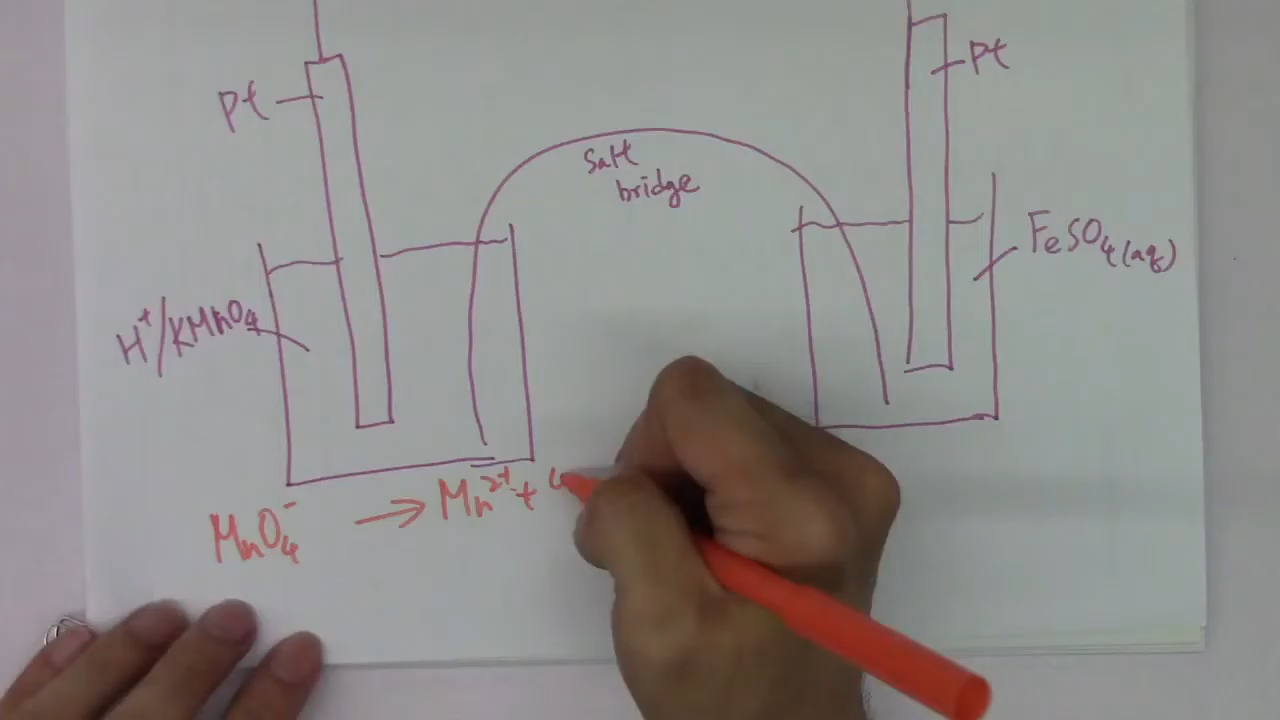 Pt
Pt
Salt
bridge
FeSO₄(aq)
H⁺/KMnO₄
MnO₄⁻ → Mn²⁺ +